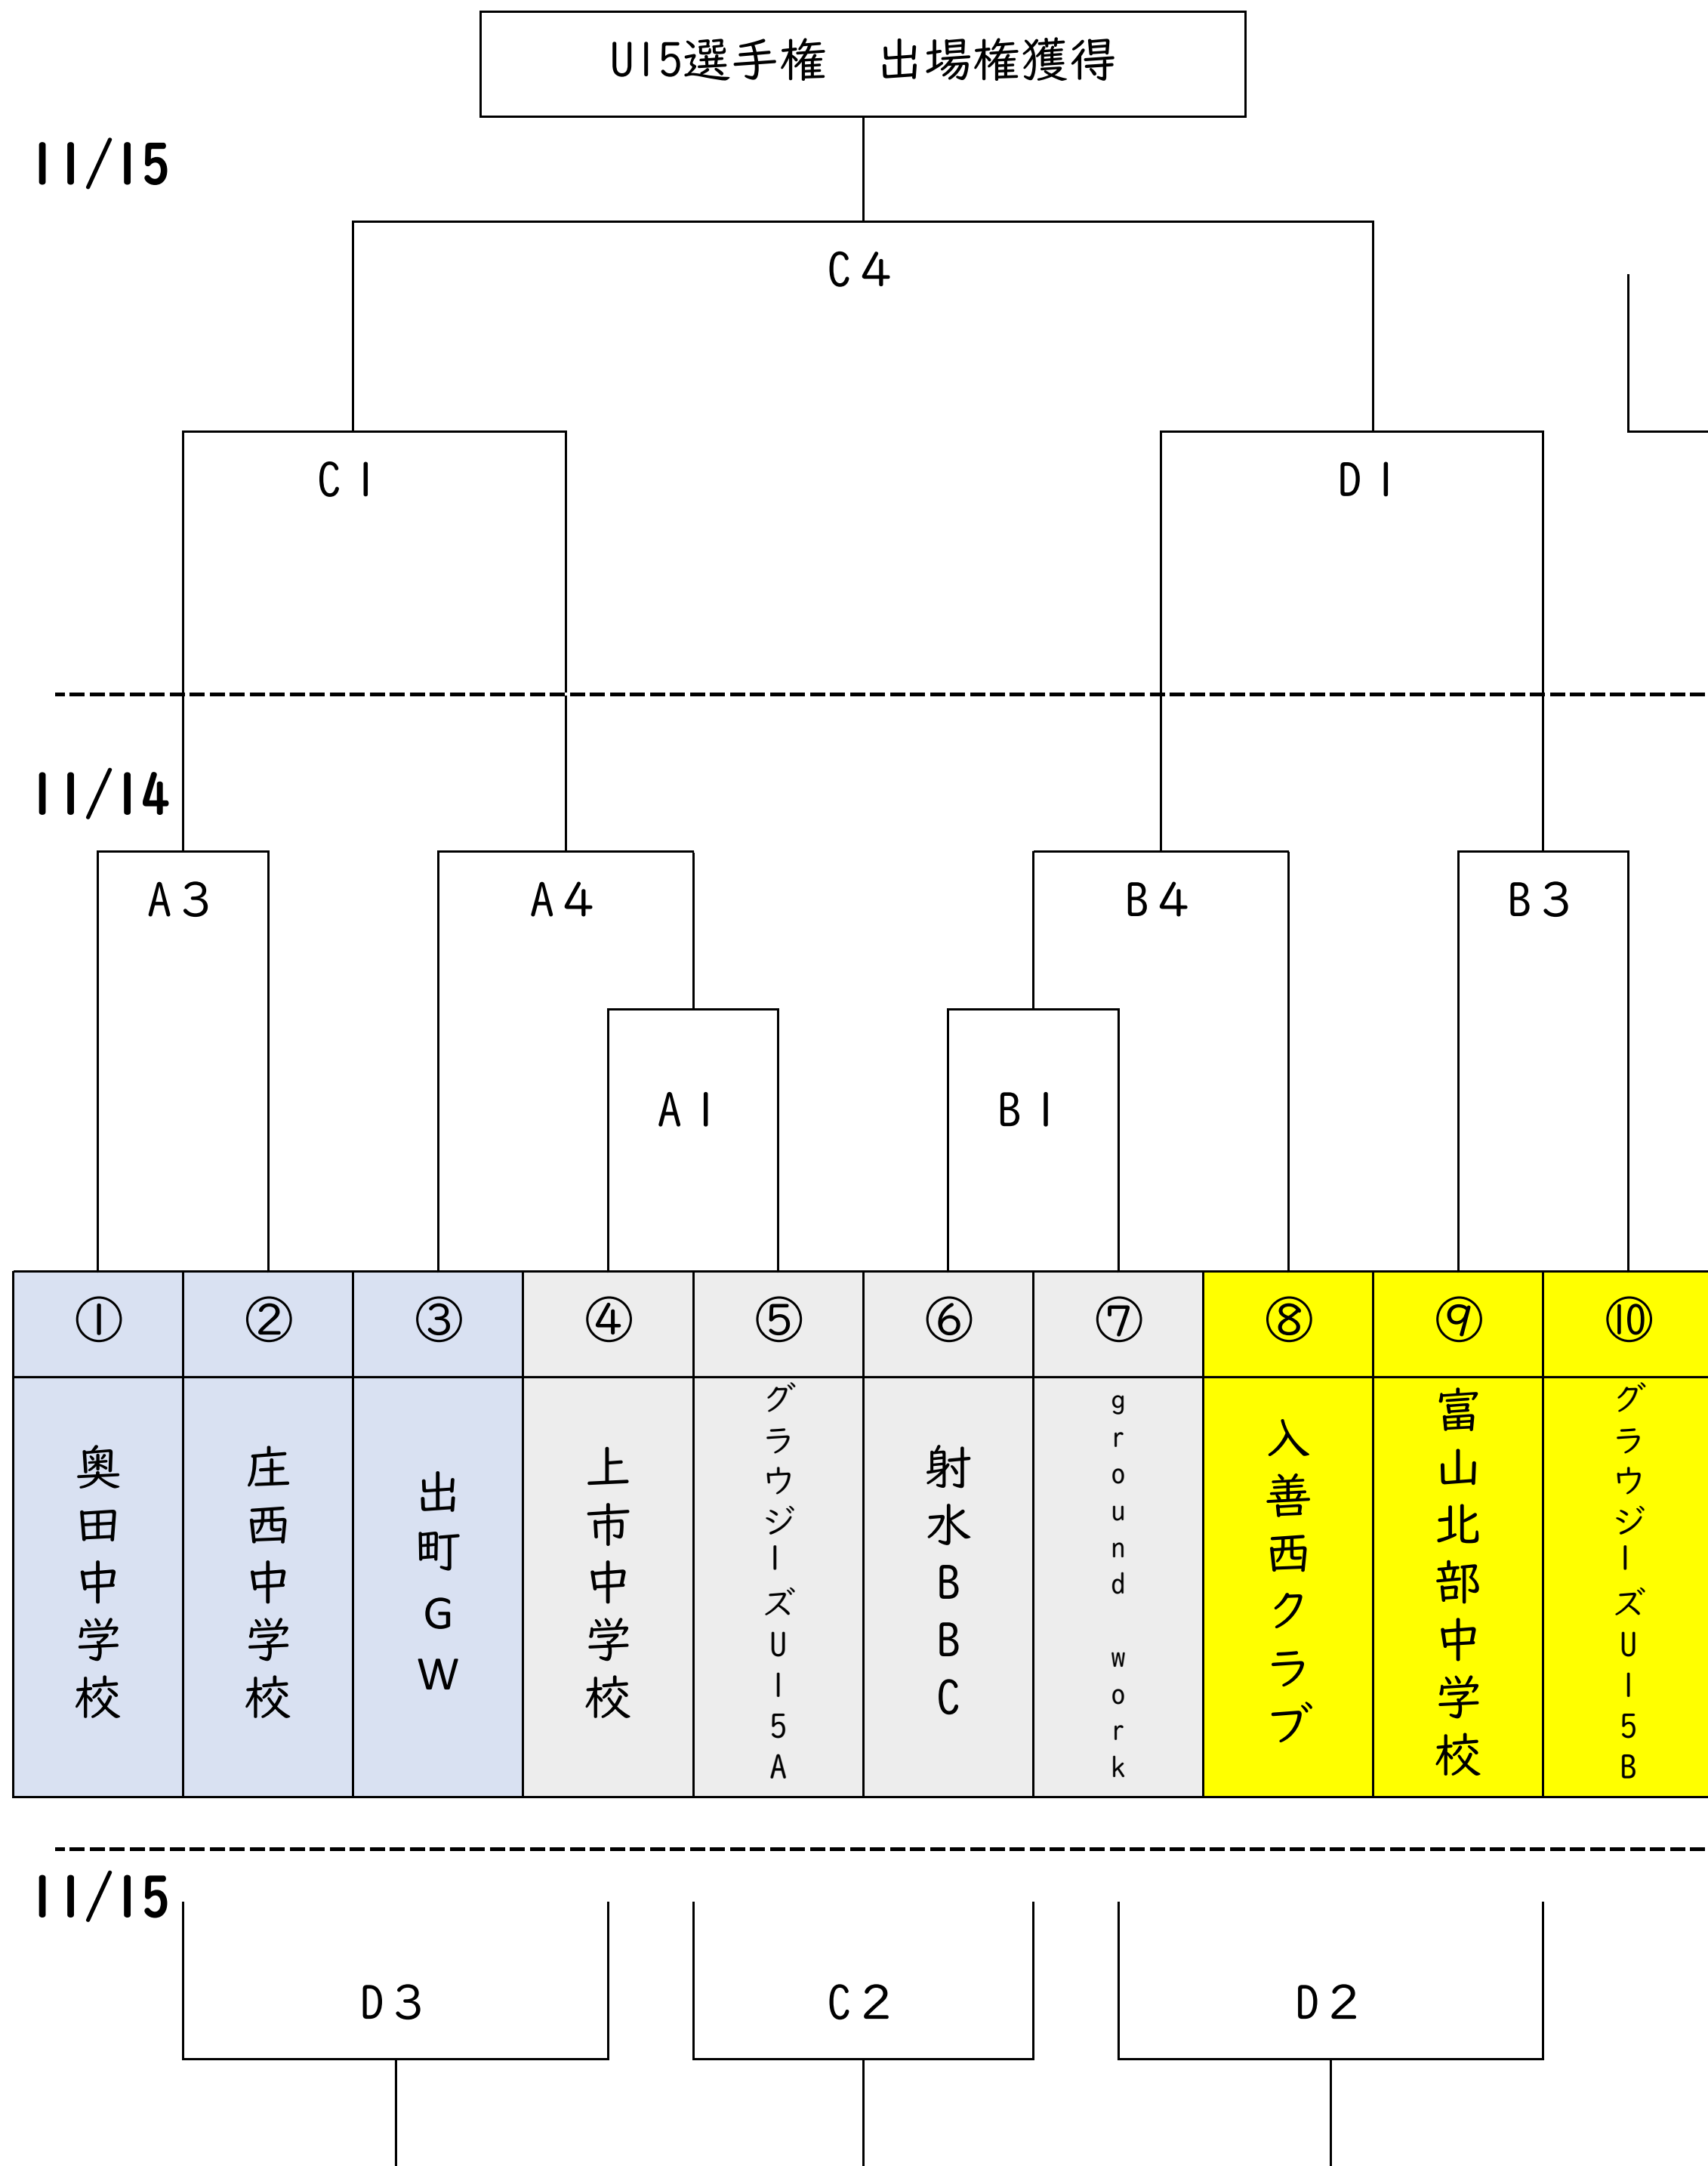 U15選手権　出場権獲得
11/15
C4
C1
D1
11/14
A3
A4
B4
B3
A1
B1
①
②
③
④
⑤
⑥
⑦
⑧
⑨
⑩
奥田中学校
庄西中学校
出町GW
上市中学校
グラウジーズU15A
射水BBC
ground work
入善西クラブ
富山北部中学校
グラウジーズU15B
11/15
D3
C2
D2